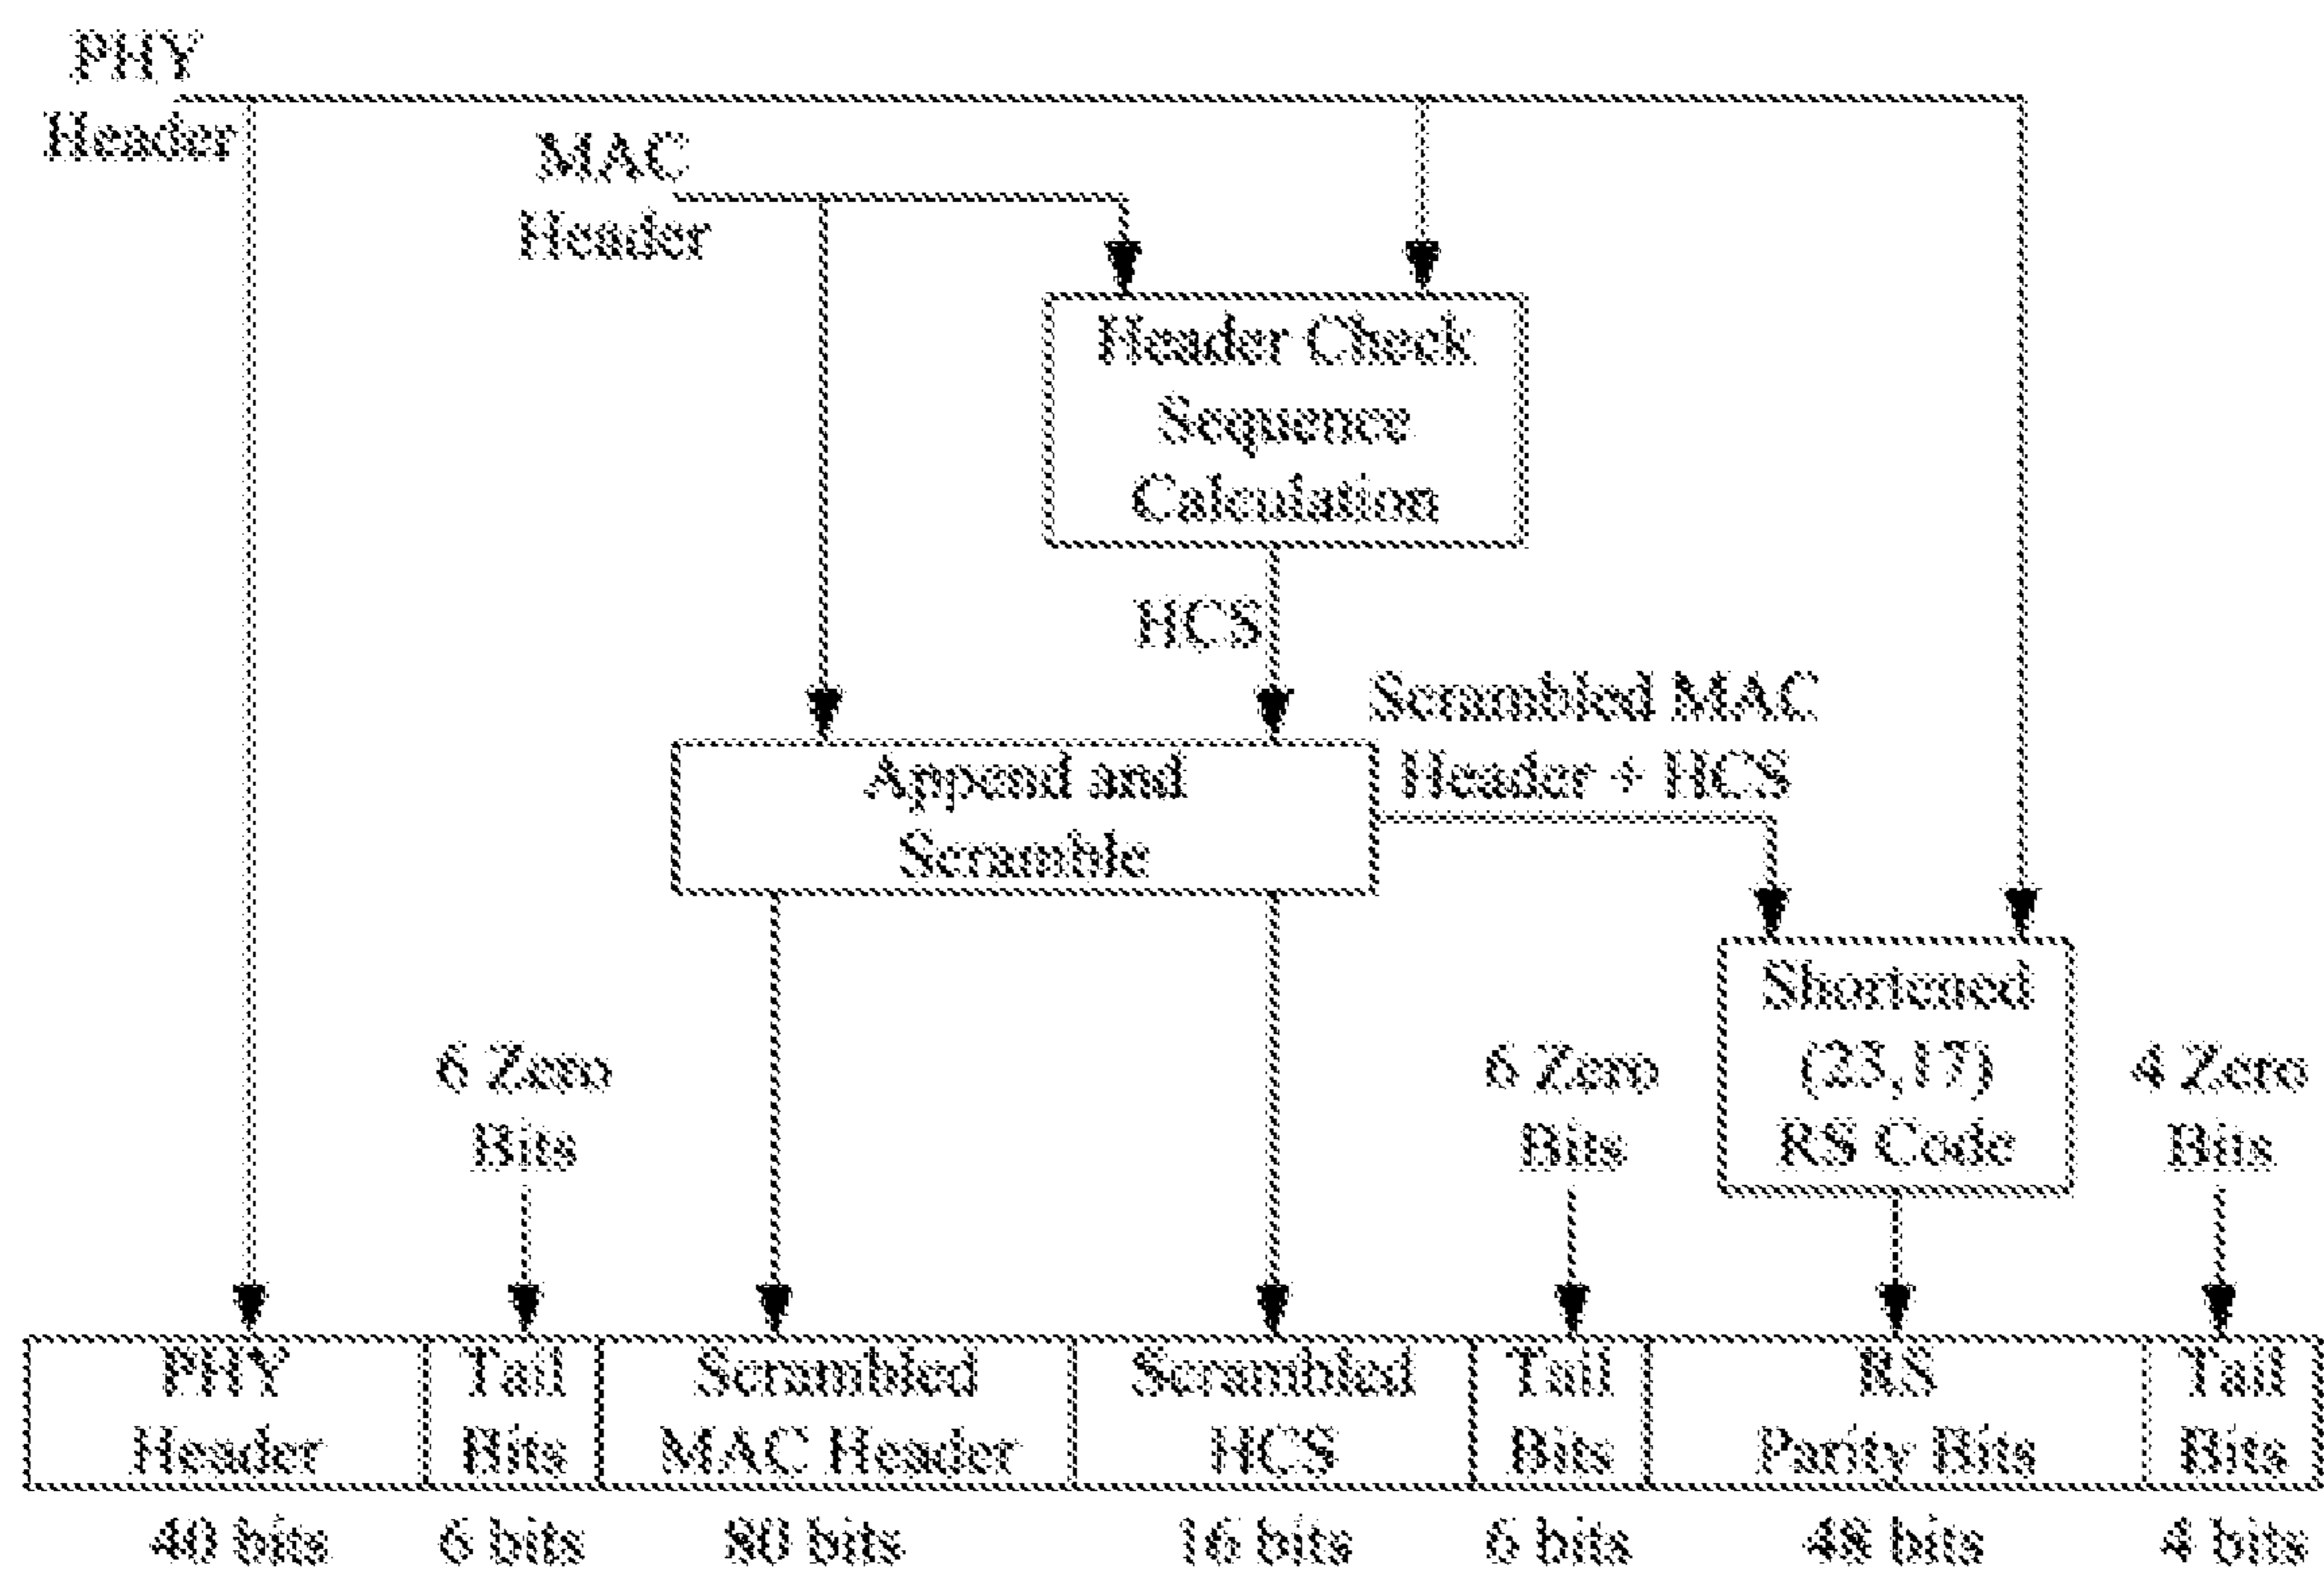 PHY
Header
MAC
Header
Header Check
Sequence
Calculation
HCS
Scrambled MAC
Header + HCS
Append and
Scramble
Shortened
(23,17)
RS Code
6 Zero
Bits
6 Zero
Bits
4 Zero
Bits
PHY
Header
Tail
Bits
Scrambled
MAC Header
Scrambled
HCS
Tail
Bits
RS
Parity Bits
Tail
Bits
40 bits
6 bits
80 bits
16 bits
6 bits
48 bits
4 bits